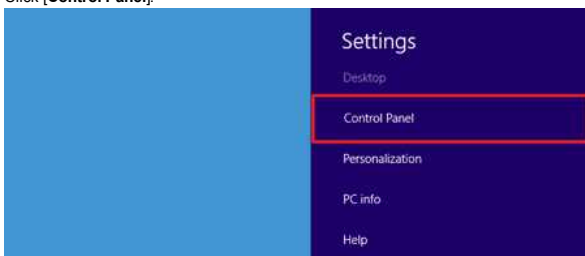 Click [Control Panel].
Settings
Desktop
Control Panel
Personalization
PC info
Help